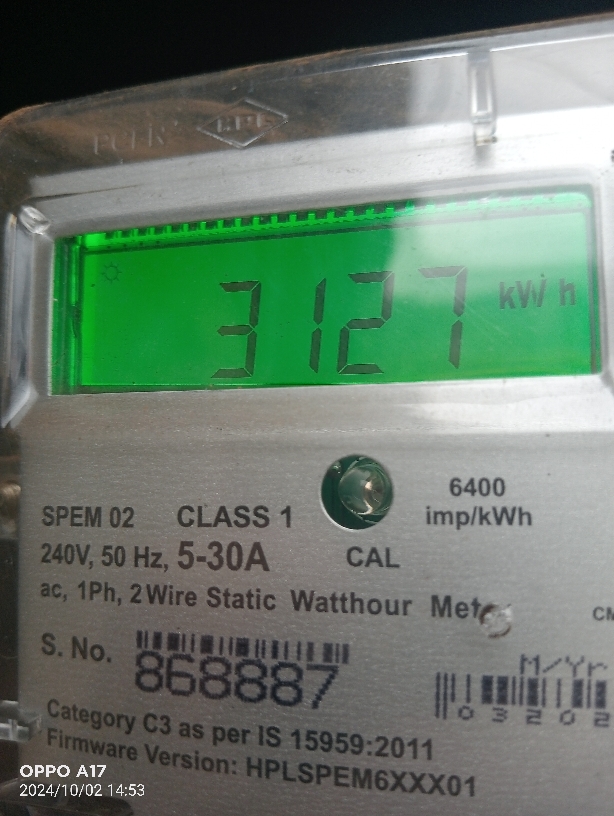 HPL
3127 kWh
6400
imp/kWh
SPEM 02 CLASS 1
240V, 50 Hz, 5-30A CAL
ac, 1Ph, 2 Wire Static Watthour
S. No. 868887
M/Yr
Category C3 as per IS 15959:2011
Firmware Version: HPLSPEM6XXX01
OPPO A17
2024/10/02 14:53